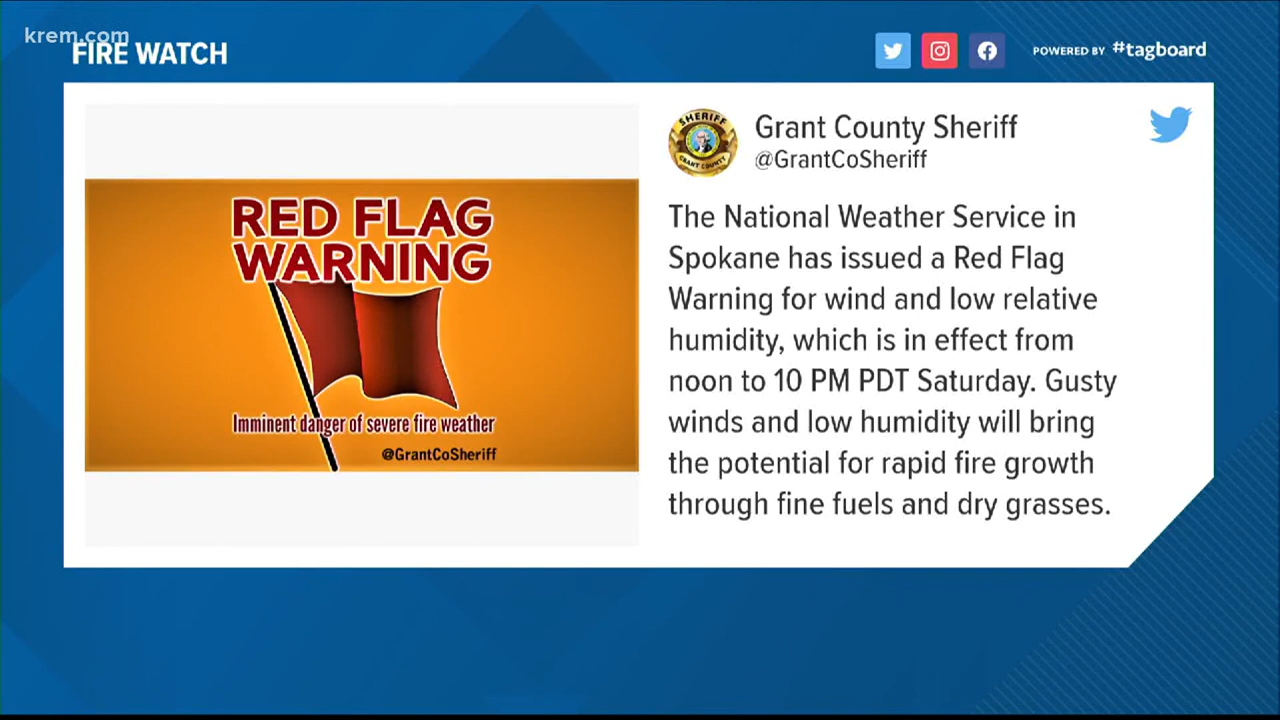 krem.com
FIRE WATCH
POWERED BY #tagboard
RED FLAG
WARNING
Imminent danger of severe fire weather
@GrantCoSheriff
SHERIFF
GRANT COUNTY
Grant County Sheriff
@GrantCoSheriff
The National Weather Service in
Spokane has issued a Red Flag
Warning for wind and low relative
humidity, which is in effect from
noon to 10 PM PDT Saturday. Gusty
winds and low humidity will bring
the potential for rapid fire growth
through fine fuels and dry grasses.